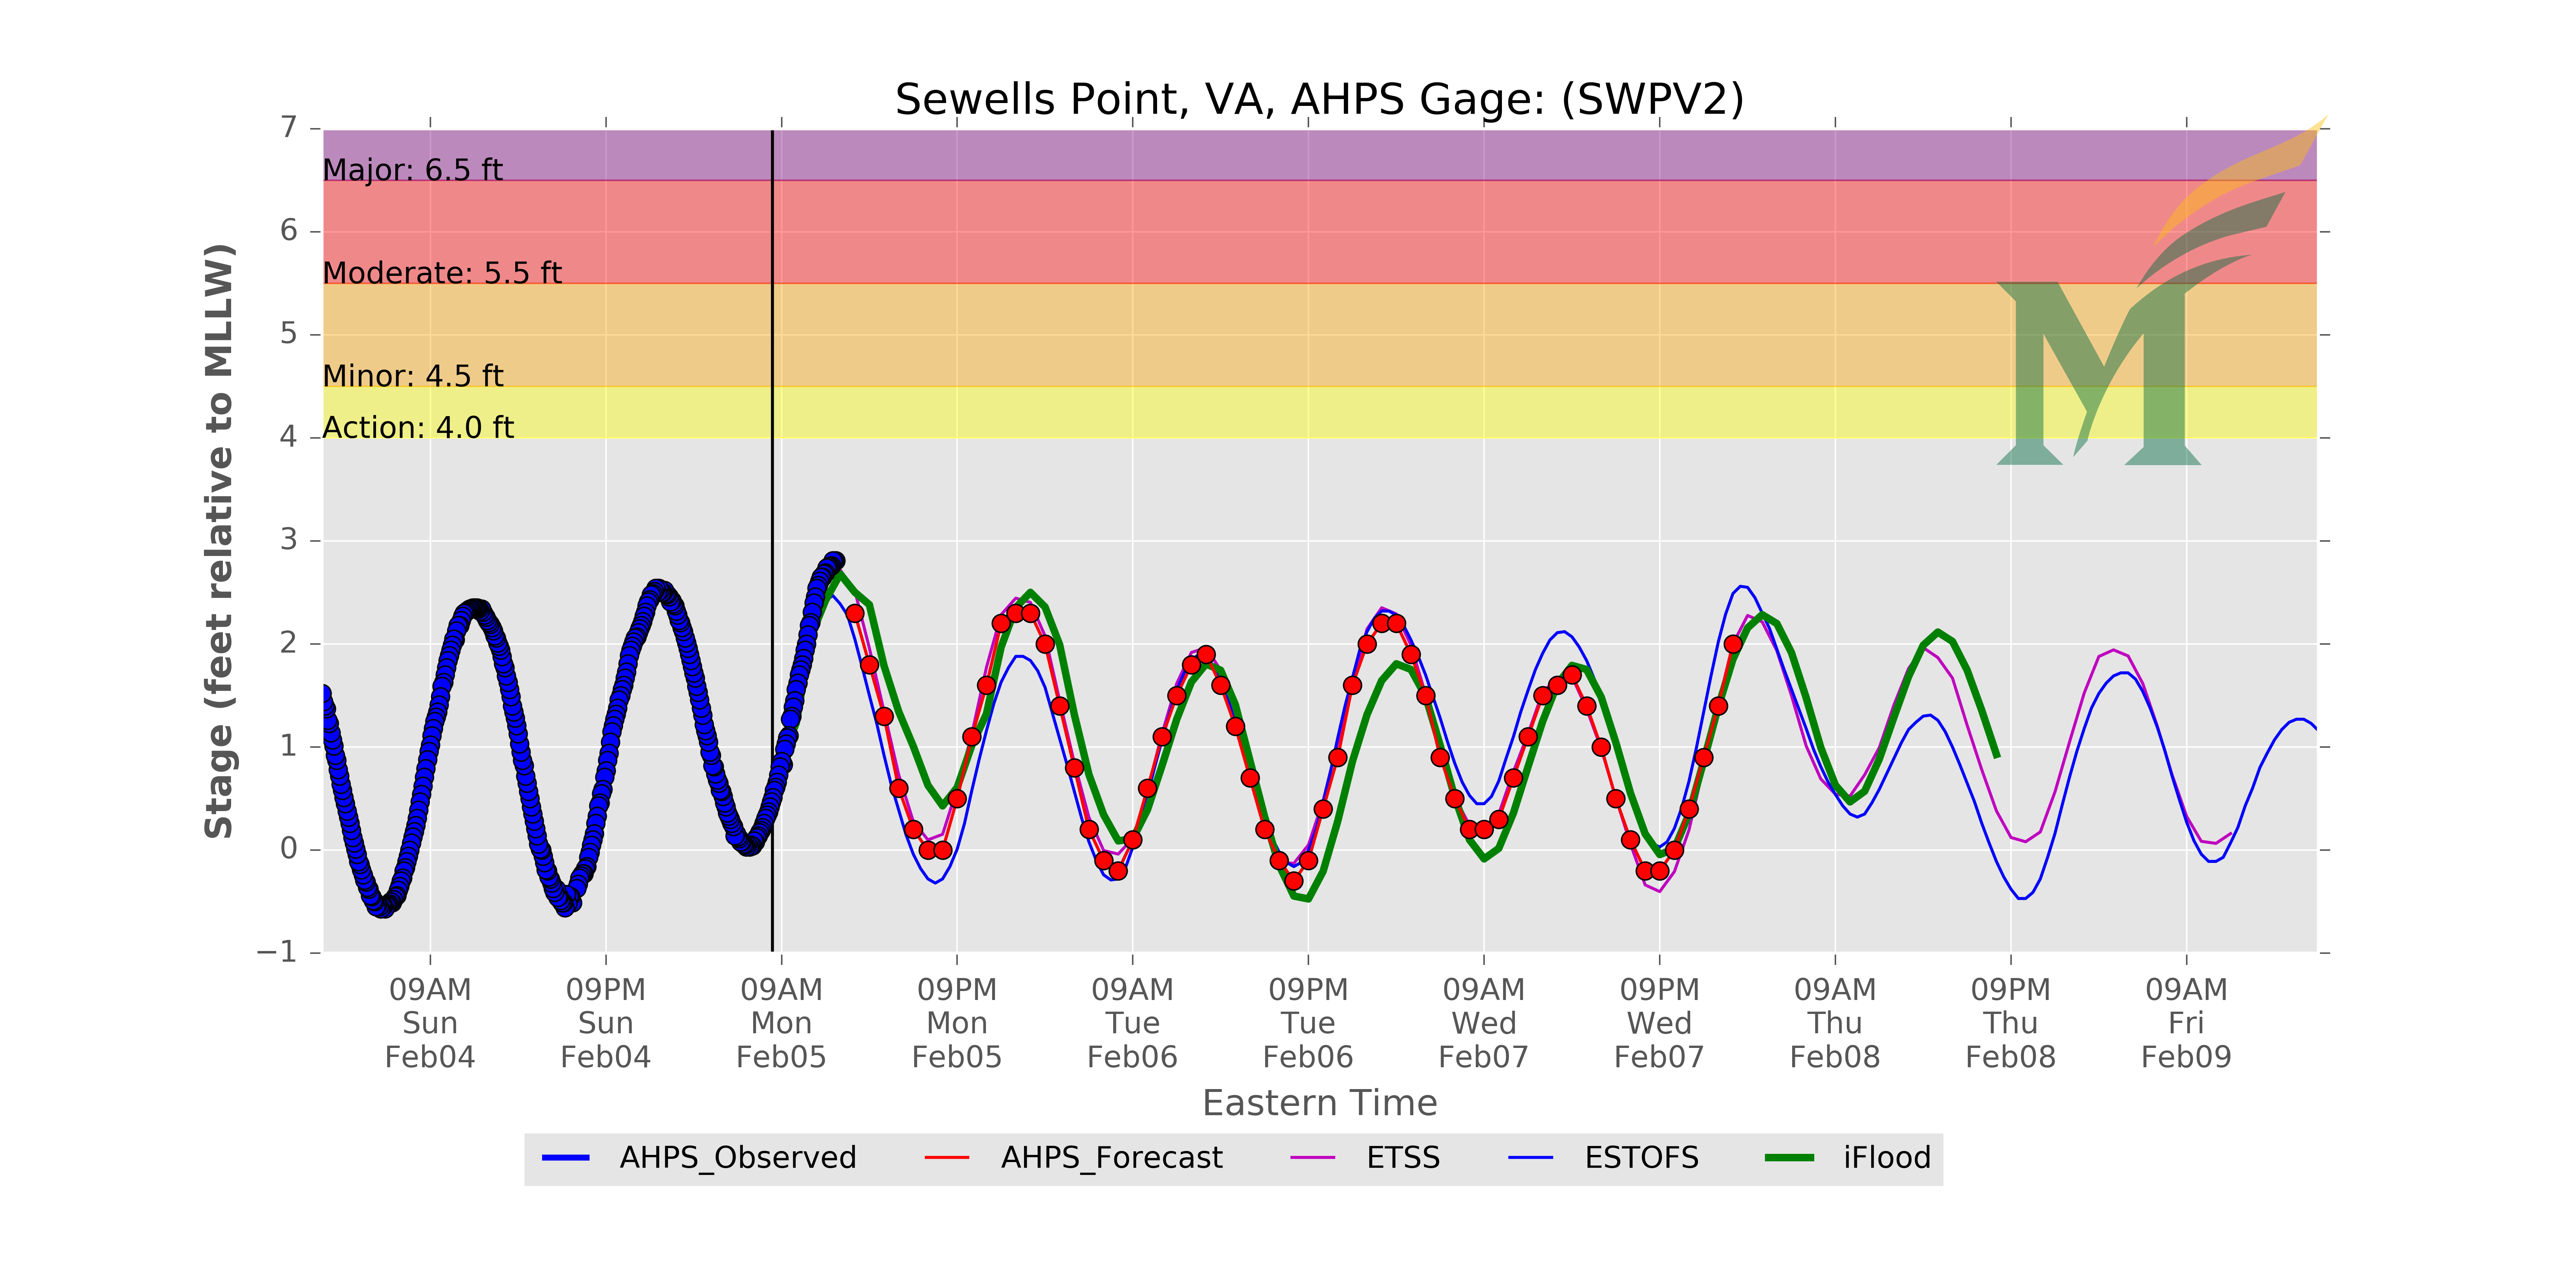 Sewells Point, VA, AHPS Gage: (SWPV2)
7
Major: 6.5 ft
6
Moderate: 5.5 ft
5
Minor: 4.5 ft
Action: 4.0 ft
4
3
2
1
0
−1
Stage (feet relative to MLLW)
09AM 09PM 09AM 09PM 09AM 09PM 09AM 09PM 09AM 09PM 09AM
Sun Sun Mon Mon Tue Tue Wed Wed Thu Thu Fri
Feb04 Feb04 Feb05 Feb05 Feb06 Feb06 Feb07 Feb07 Feb08 Feb08 Feb09
Eastern Time
AHPS_Observed AHPS_Forecast ETSS ESTOFS iFlood
M